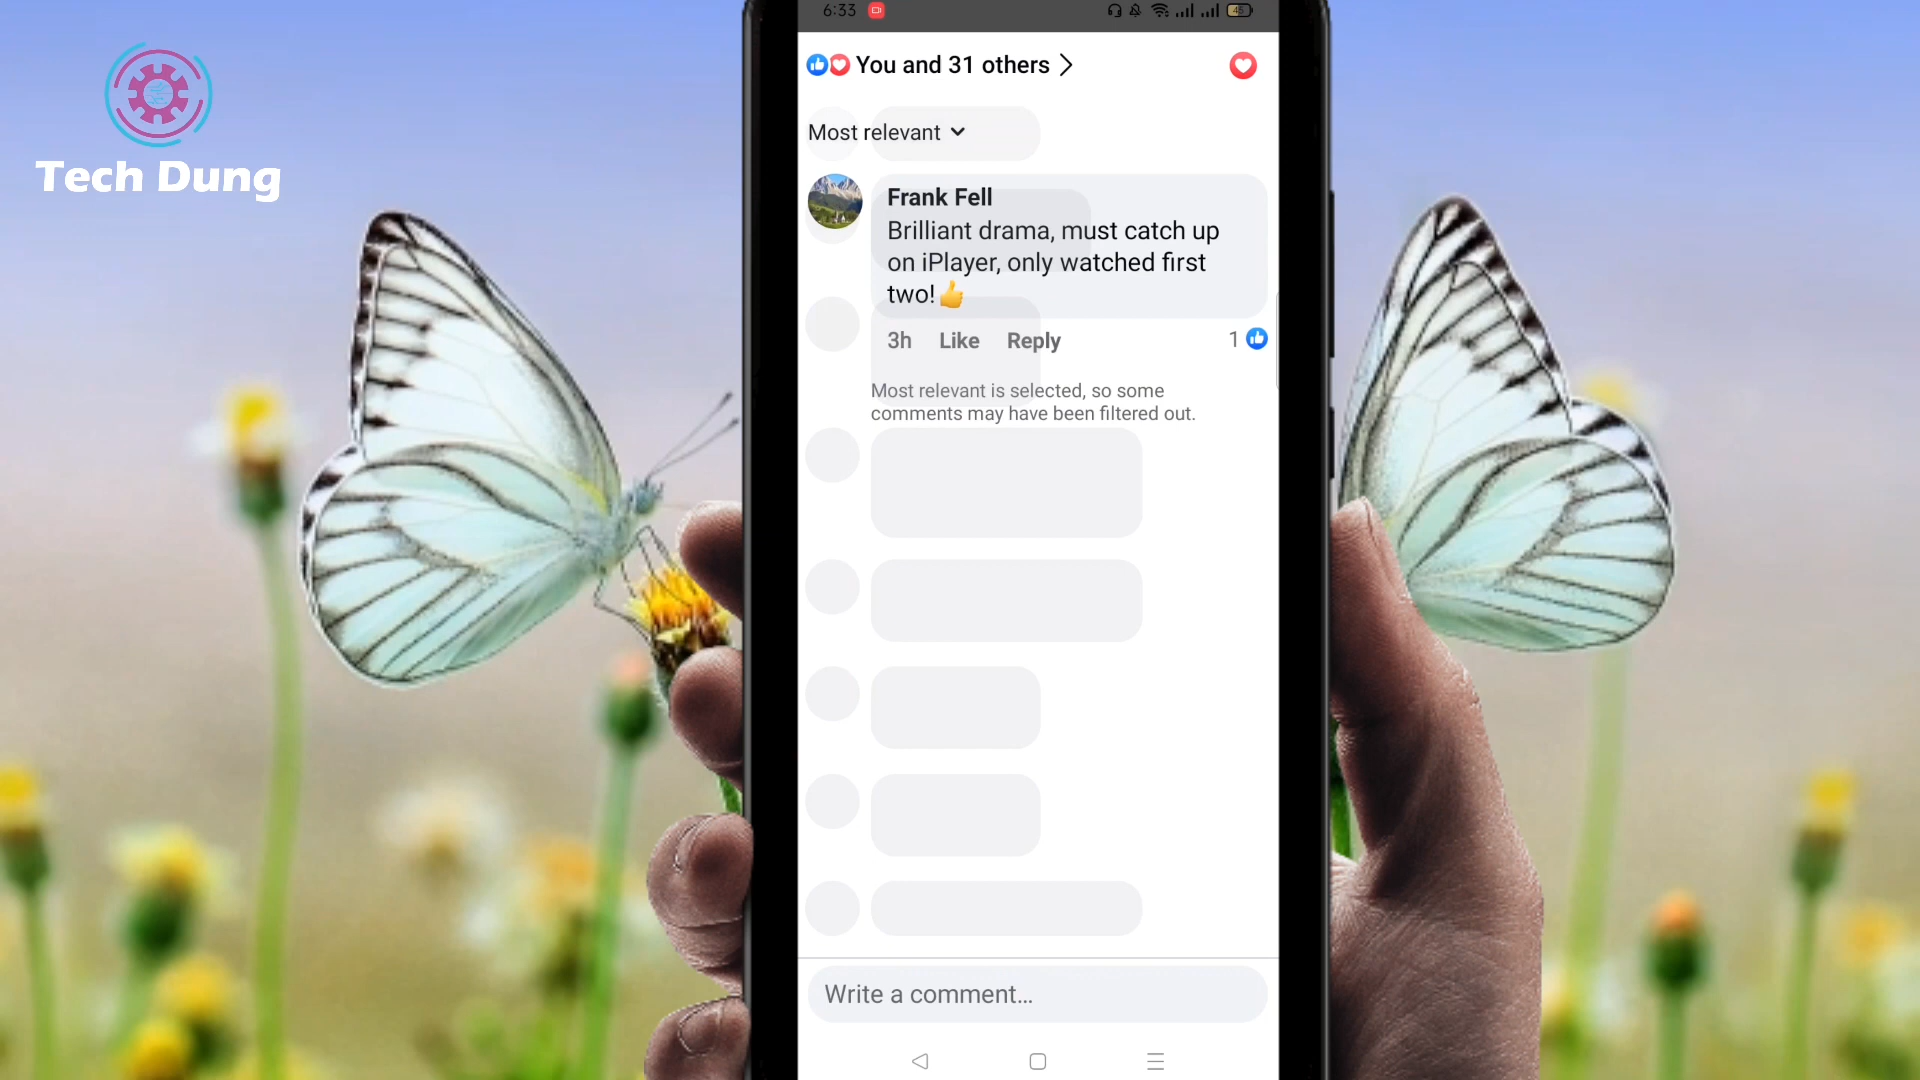 Tech Dung
6:33
45
You and 31 others
Most relevant
Frank Fell
Brilliant drama, must catch up
on iPlayer, only watched first
two!👍
3h Like Reply 1
Most relevant is selected, so some
comments may have been filtered out.
Write a comment...